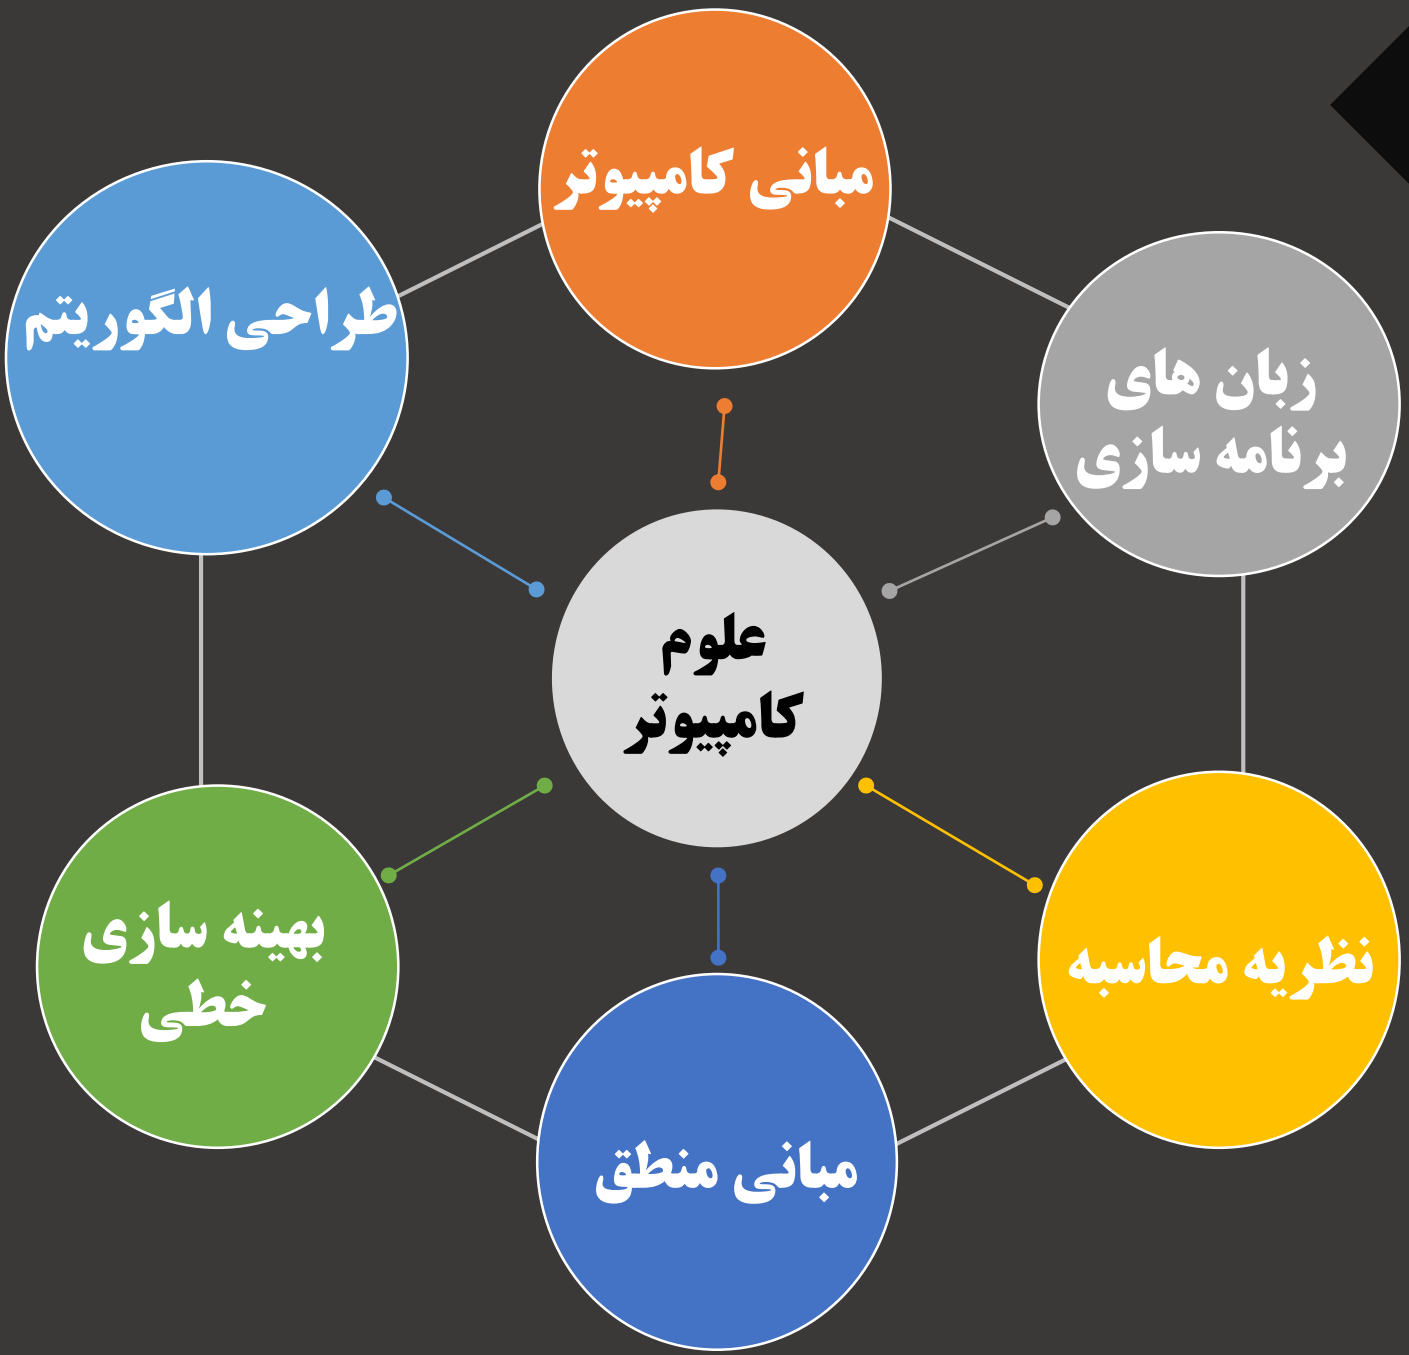 مبانی کامپیوتر
طراحی الگوریتم
زبان های
برنامه سازی
علوم
کامپیوتر
بهینه سازی
خطی
نظریه محاسبه
مبانی منطق